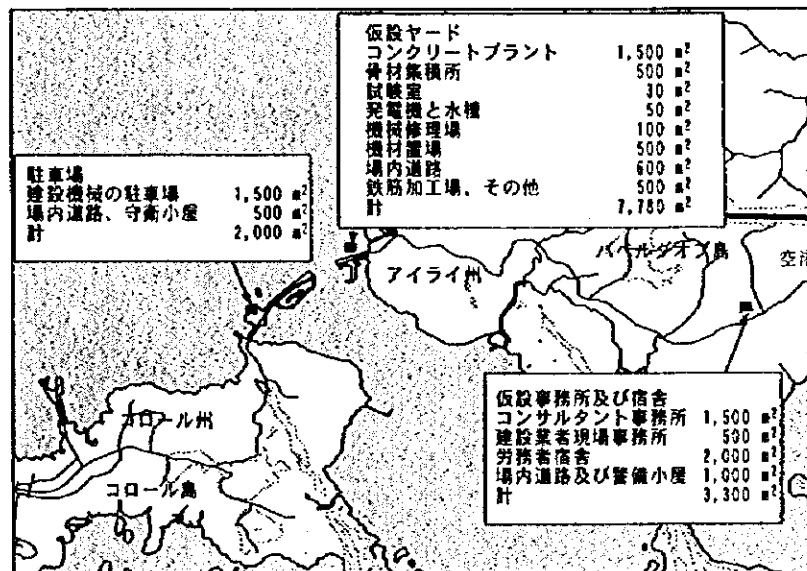 仮設ヤード
コンクリートプラント 1,500 m²
骨材集積所 500 m²
試験室 30 m²
発電機と水槽 50 m²
機械修理場 100 m²
機材置場 500 m²
場内道路 600 m²
鉄筋加工場、その他 500 m²
計 7,780 m²
駐車場
建設機械の駐車場 1,500 m²
場内道路、守衛小屋 500 m²
計 2,000 m²
アイライ州
バベルダオブ島
空港
コロール州
コロール島
仮設事務所及び宿舎
コンサルタント事務所 1,500 m²
建設業者現場事務所 500 m²
労務者宿舎 2,000 m²
場内道路及び警備小屋 1,000 m²
計 3,300 m²